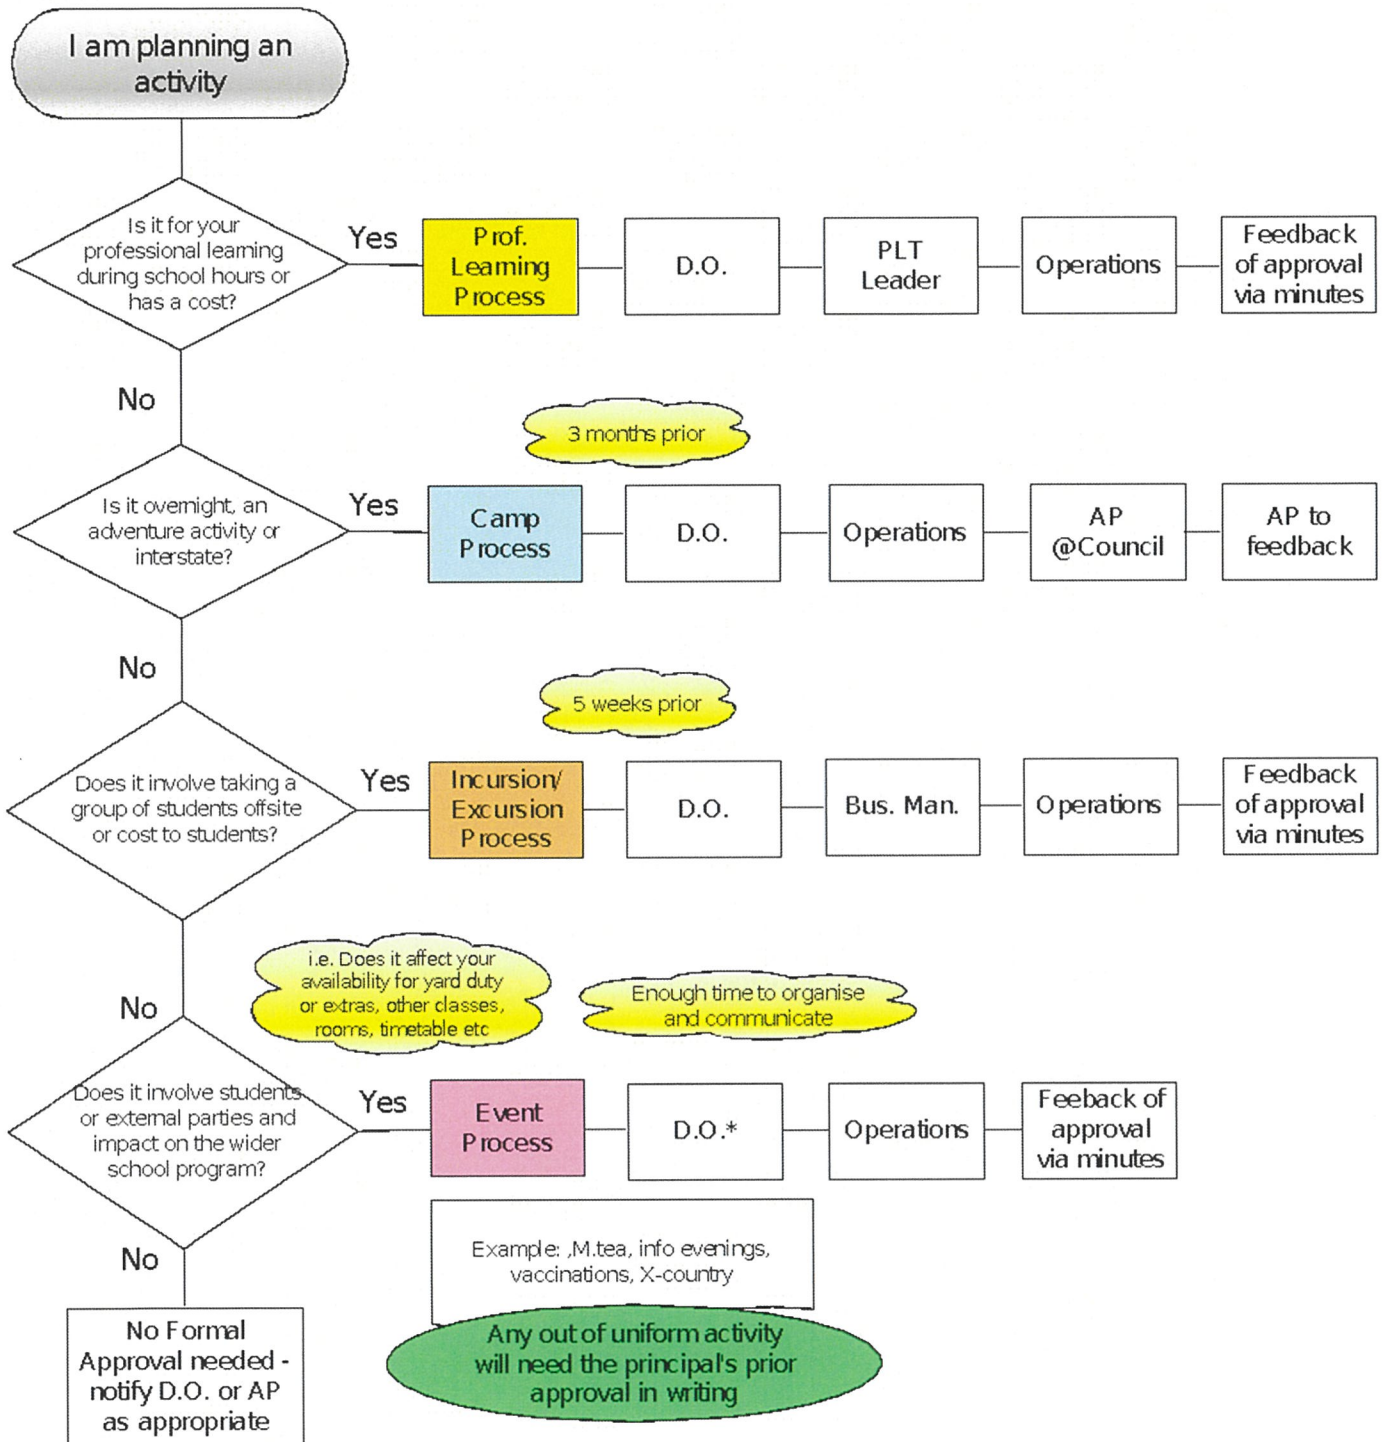 I am planning an
activity
Is it for your
professional learning
during school hours or
has a cost?
Yes
Prof.
Learning
Process
D.O.
PLT
Leader
Operations
Feedback
of approval
via minutes
No
3 months prior
Is it overnight, an
adventure activity or
interstate?
Yes
Camp
Process
D.O.
Operations
AP
@Council
AP to
feedback
No
5 weeks prior
Does it involve taking a
group of students offsite
or cost to students?
Yes
Incursion/
Excursion
Process
D.O.
Bus. Man.
Operations
Feedback
of approval
via minutes
No
i.e. Does it affect your
availability for yard duty
or extras, other classes,
rooms, timetable etc
Enough time to organise
and communicate
Does it involve students
or external parties and
impact on the wider
school program?
Yes
Event
Process
D.O.*
Operations
Feeback of
approval
via minutes
No
Example: ,M.tea, info evenings,
vaccinations, X-country
No Formal
Approval needed -
notify D.O. or AP
as appropriate
Any out of uniform activity
will need the principal's prior
approval in writing